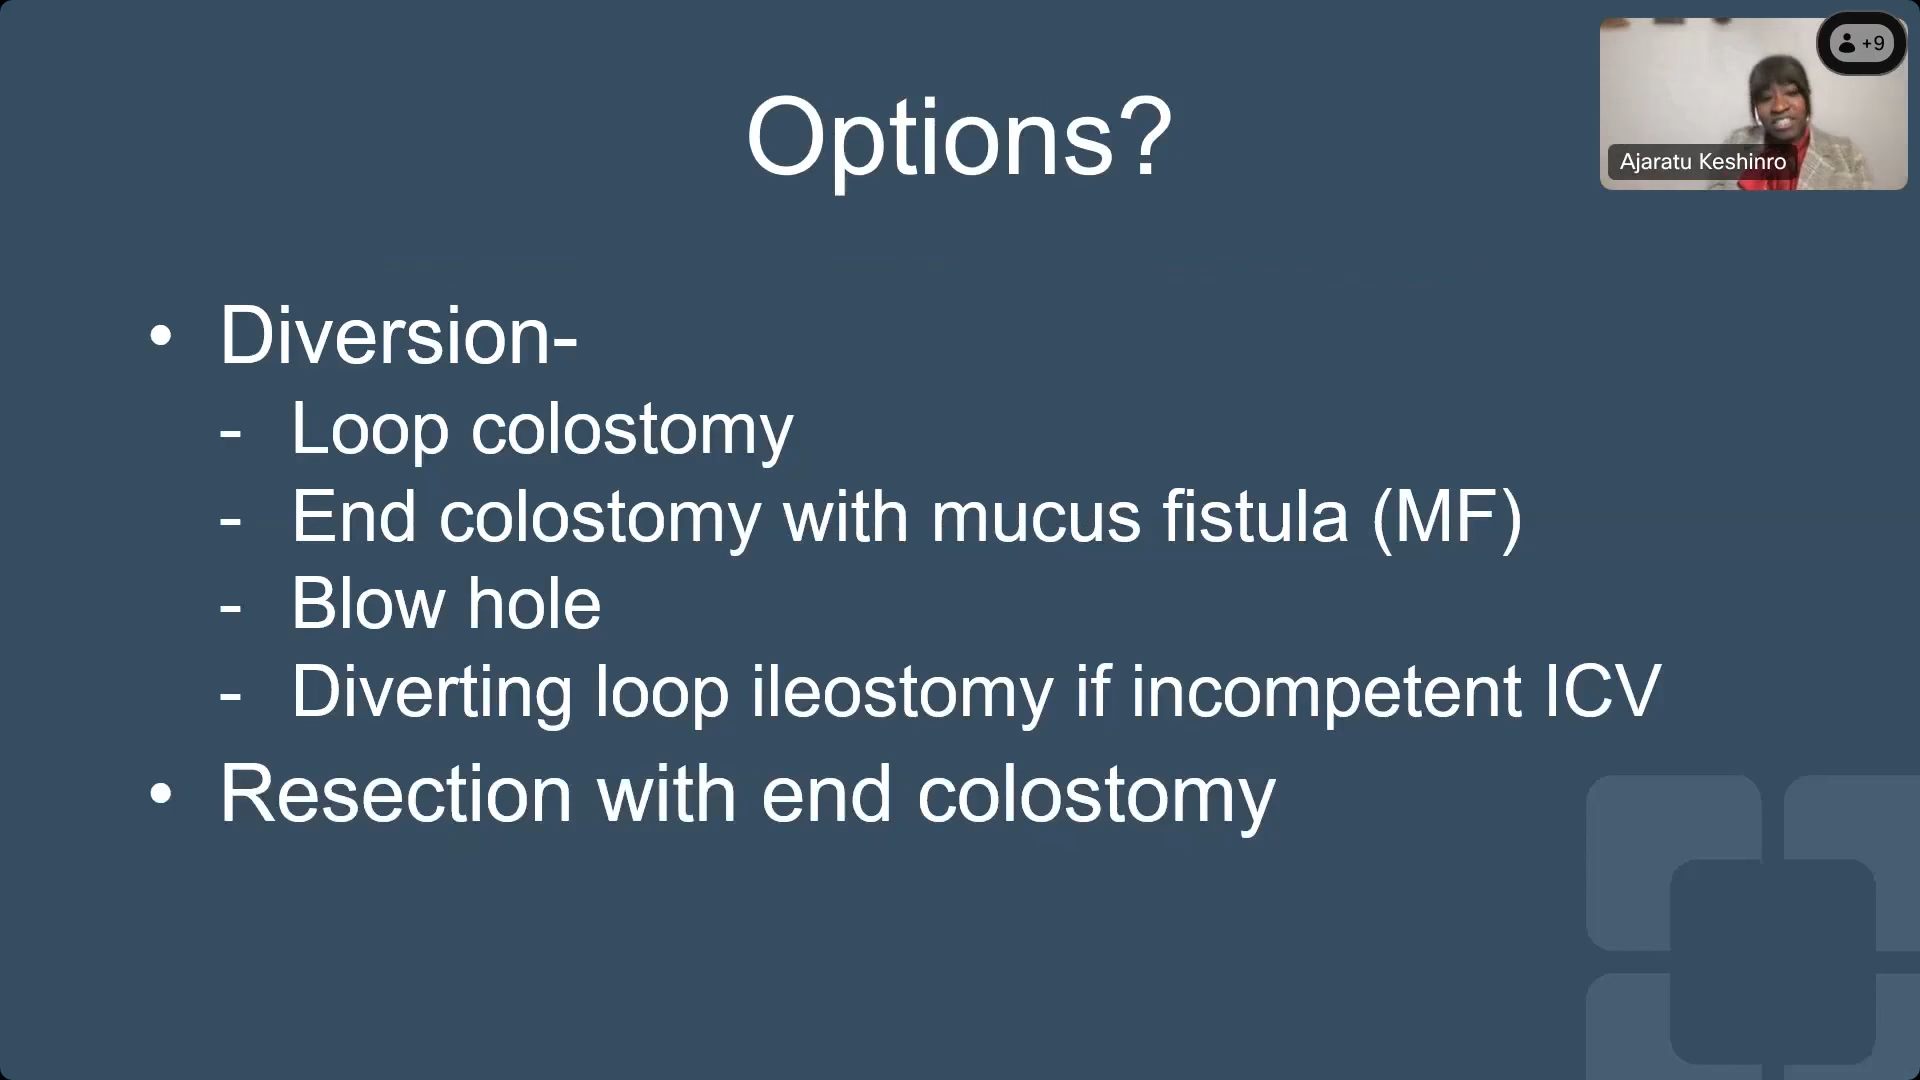 Options?
+9
Ajaratu Keshinro
• Diversion-
- Loop colostomy
- End colostomy with mucus fistula (MF)
- Blow hole
- Diverting loop ileostomy if incompetent ICV
• Resection with end colostomy